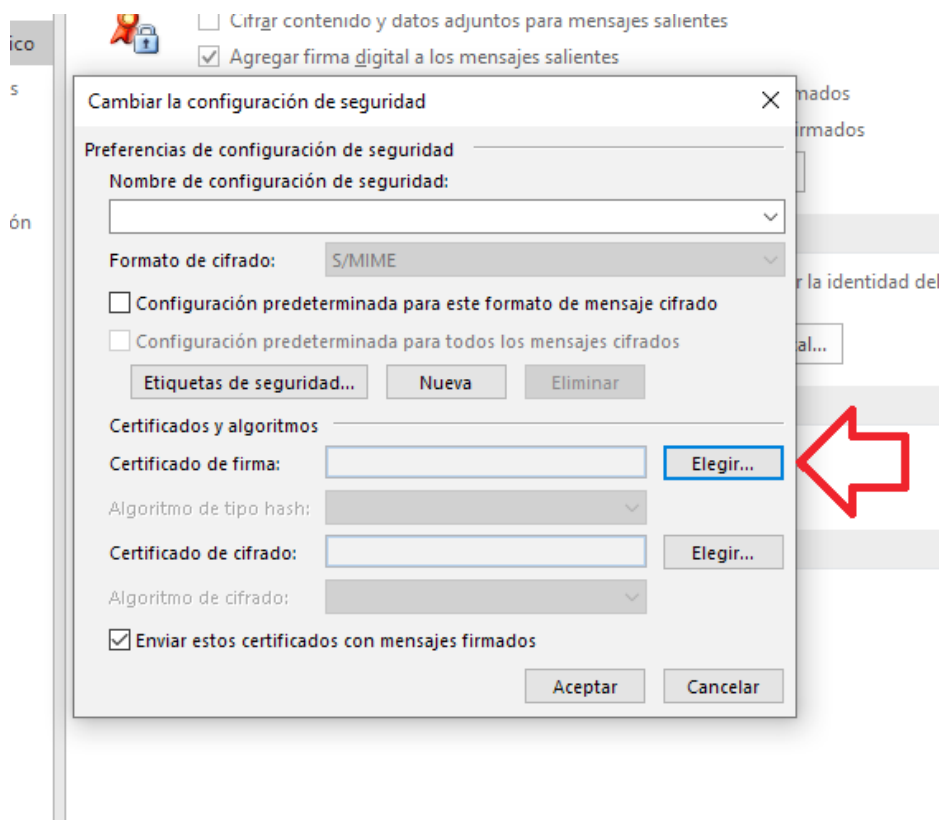 Cifrar contenido y datos adjuntos para mensajes salientes
ico
Agregar firma digital a los mensajes salientes
s
Cambiar la configuración de seguridad
mados
irmados
Preferencias de configuración de seguridad
Nombre de configuración de seguridad:
ón
Formato de cifrado: S/MIME
r la identidad del
Configuración predeterminada para este formato de mensaje cifrado
Configuración predeterminada para todos los mensajes cifrados
al...
Etiquetas de seguridad... Nueva Eliminar
Certificados y algoritmos
Certificado de firma: Elegir...
Algoritmo de tipo hash:
Certificado de cifrado: Elegir...
Algoritmo de cifrado:
Enviar estos certificados con mensajes firmados
Aceptar Cancelar